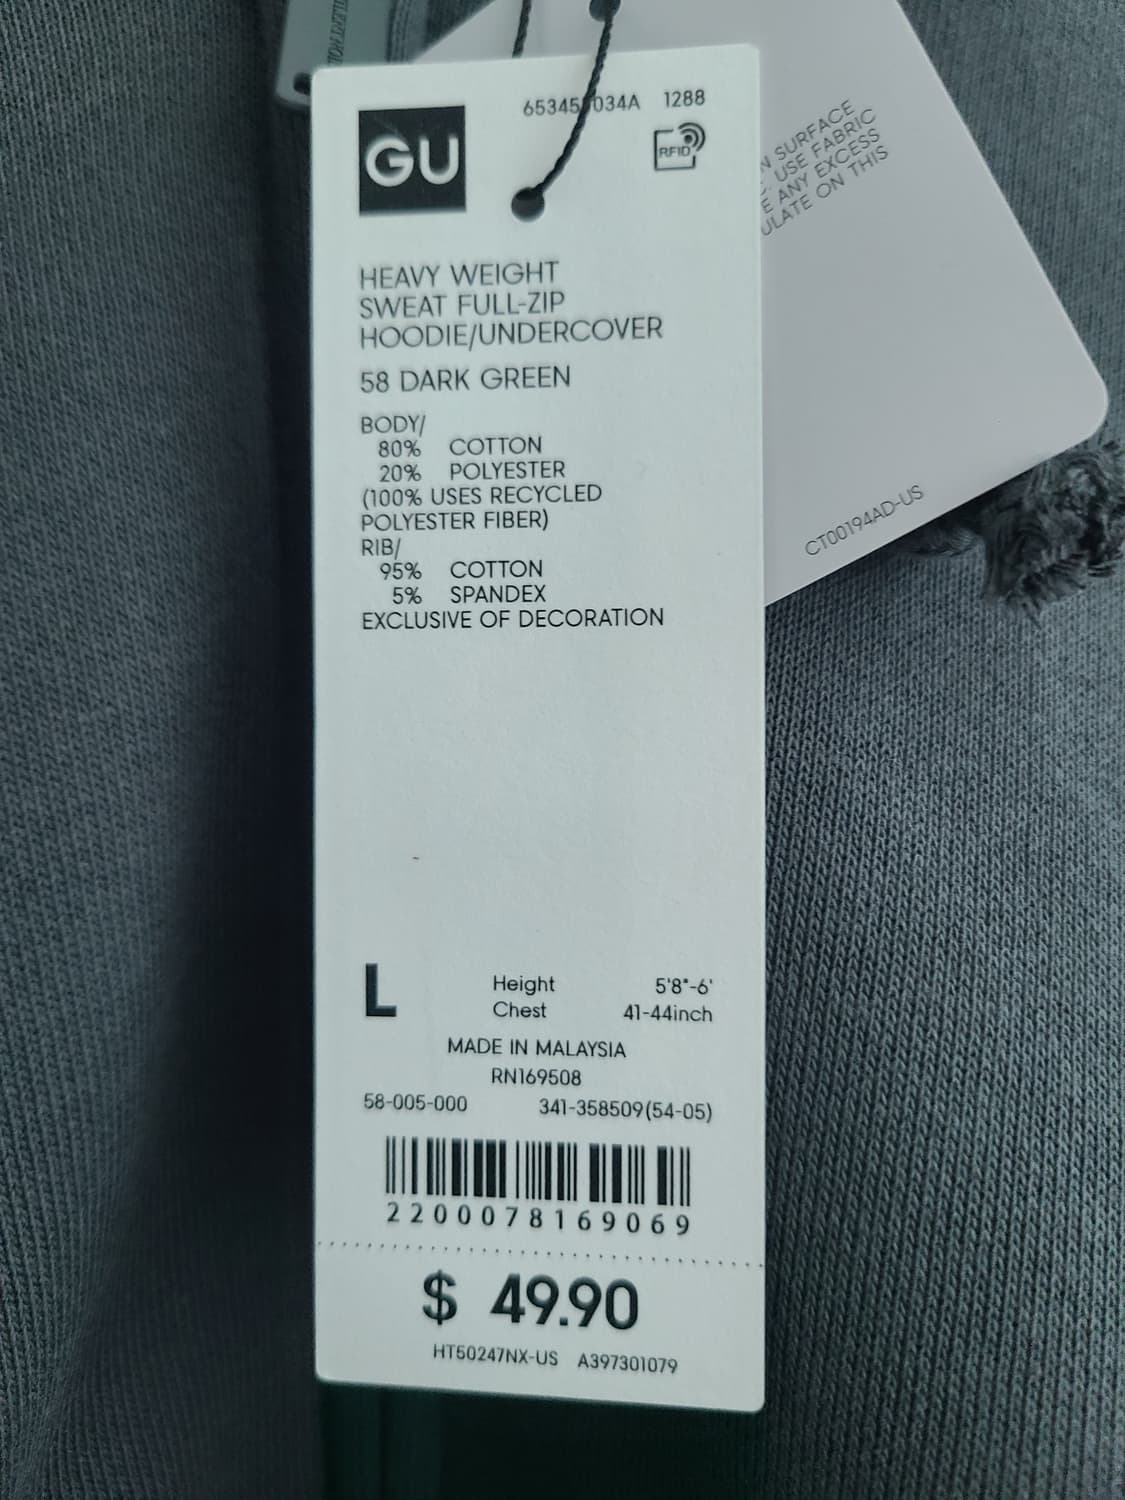 GU
034A 1288
RFID
SURFACE
USE FABRIC
ANY EXCESS
ON THIS
HEAVY WEIGHT
SWEAT FULL-ZIP
HOODIE/UNDERCOVER
58 DARK GREEN
BODY/
80% COTTON
20% POLYESTER
(100% USES RECYCLED
POLYESTER FIBER)
RIB/
95% COTTON
5% SPANDEX
EXCLUSIVE OF DECORATION
CT00194AD-US
L Height 5'8"-6'
Chest 41-44inch
MADE IN MALAYSIA
RN169508
58-005-000 341-358509(54-05)
2200078169069
$ 49.90
HT50247NX-US A397301079